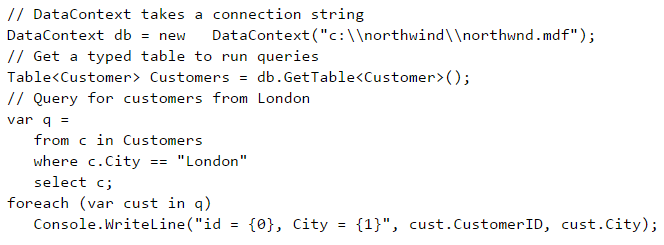 // DataContext takes a connection string
DataContext db = new   DataContext("c:\\northwind\\northwnd.mdf");
// Get a typed table to run queries
Table<Customer> Customers = db.GetTable<Customer>();
// Query for customers from London
var q =
   from c in Customers
   where c.City == "London"
   select c;
foreach (var cust in q)
   Console.WriteLine("id = {0}, City = {1}", cust.CustomerID, cust.City);